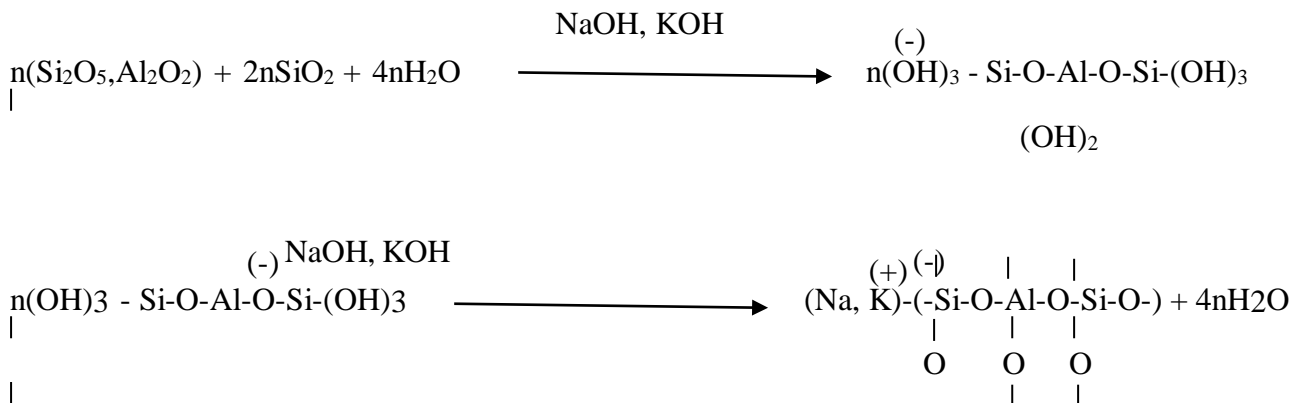 NaOH, KOH
(-)
n(Si₂O₅,Al₂O₂) + 2nSiO₂ + 4nH₂O n(OH)₃ - Si-O-Al-O-Si-(OH)₃
|
(OH)₂
(-) NaOH, KOH (+) (-) | | |
n(OH)3 - Si-O-Al-O-Si-(OH)3 (Na, K)-(-Si-O-Al-O-Si-O-) + 4nH2O
| | | |
O O O
| | |